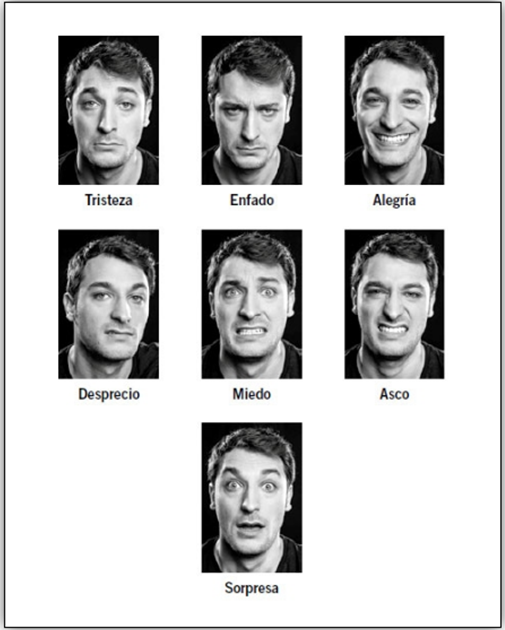 Tristeza Enfado Alegría
Desprecio Miedo Asco
Sorpresa